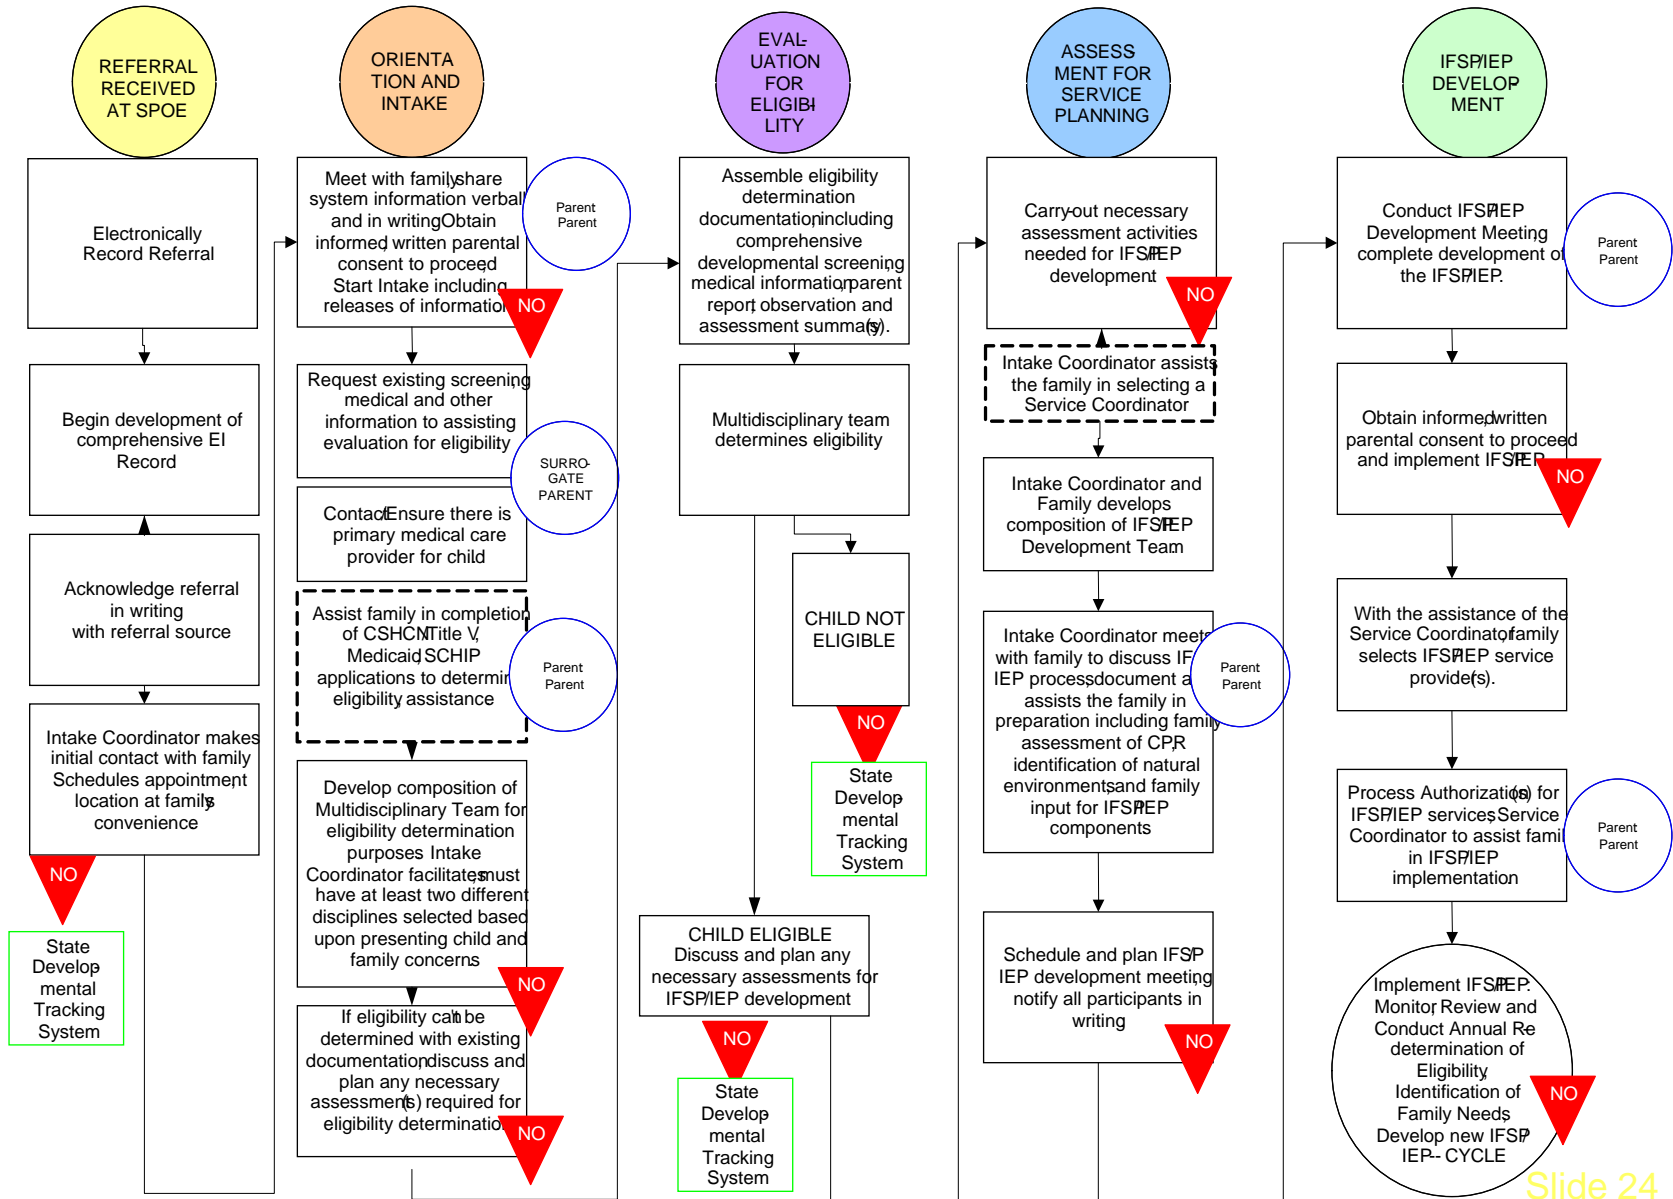 REFERRAL
RECEIVED
AT SPOE
Electronically
Record Referral
Begin development of
comprehensive EI
Record
Acknowledge referral
in writing
with referral source
Intake Coordinator makes
initial contact with family
Schedules appointment,
location at family's
convenience
NO
State
Develop-
mental
Tracking
System
ORIENTA
TION AND
INTAKE
Meet with family, share
system information verball
and in writing Obtain
informed, written parental
consent to proceed,
Start Intake including
releases of information
NO
Parent
Parent
Request existing screening,
medical and other
information to assisting
evaluation for eligibility
SURRO-
GATE
PARENT
Contact/Ensure there is
primary medical care
provider for child.
Assist family in completion
of CSHCN/Title V,
Medicaid, SCHIP
applications to determin
eligibility, assistance
Parent
Parent
Develop composition of
Multidisciplinary Team for
eligibility determination
purposes. Intake
Coordinator facilitates, must
have at least two different
disciplines selected based
upon presenting child and
family concerns.
NO
If eligibility can't be
determined with existing
documentation, discuss and
plan any necessary
assessment(s) required for
eligibility determinatio
NO
EVAL-
UATION
FOR
ELIGIBI-
LITY
Assemble eligibility
determination
documentation, including
comprehensive
developmental screening,
medical information, parent
report, observation and
assessment summary(s).
Multidisciplinary team
determines eligibility
CHILD NOT
ELIGIBLE
NO
State
Develop-
mental
Tracking
System
CHILD ELIGIBLE
Discuss and plan any
necessary assessments for
IFSP/IEP development.
NO
State
Develop-
mental
Tracking
System
ASSESS
MENT FOR
SERVICE
PLANNING
Carry-out necessary
assessment activities
needed for IFSP/IEP
development.
NO
Intake Coordinator assists
the family in selecting a
Service Coordinator
Intake Coordinator and
Family develops
composition of IFSP/IEP
Development Team.
Intake Coordinator meets
with family to discuss IF
IEP process, document a
assists the family in
preparation including family
assessment of CPR,
identification of natural
environments, and family
input for IFSP/IEP
components
Parent
Parent
Schedule and plan IFSP/
IEP development meeting,
notify all participants in
writing.
NO
IFSP/IEP
DEVELOP-
MENT
Conduct IFSP/IEP
Development Meeting,
complete development of
the IFSP/IEP.
Parent
Parent
Obtain informed, written
parental consent to proceed
and implement IFSP/IEP.
NO
With the assistance of the
Service Coordinator, family
selects IFSP/IEP service
provider(s).
Process Authorization(s) for
IFSP/IEP services, Service
Coordinator to assist famil
in IFSP/IEP
implementation.
Parent
Parent
Implement IFSP/IEP.
Monitor, Review and
Conduct Annual Re-
determination of
Eligibility,
Identification of
Family Needs,
Develop new IFSP/
IEP-- CYCLE
NO
Slide 24